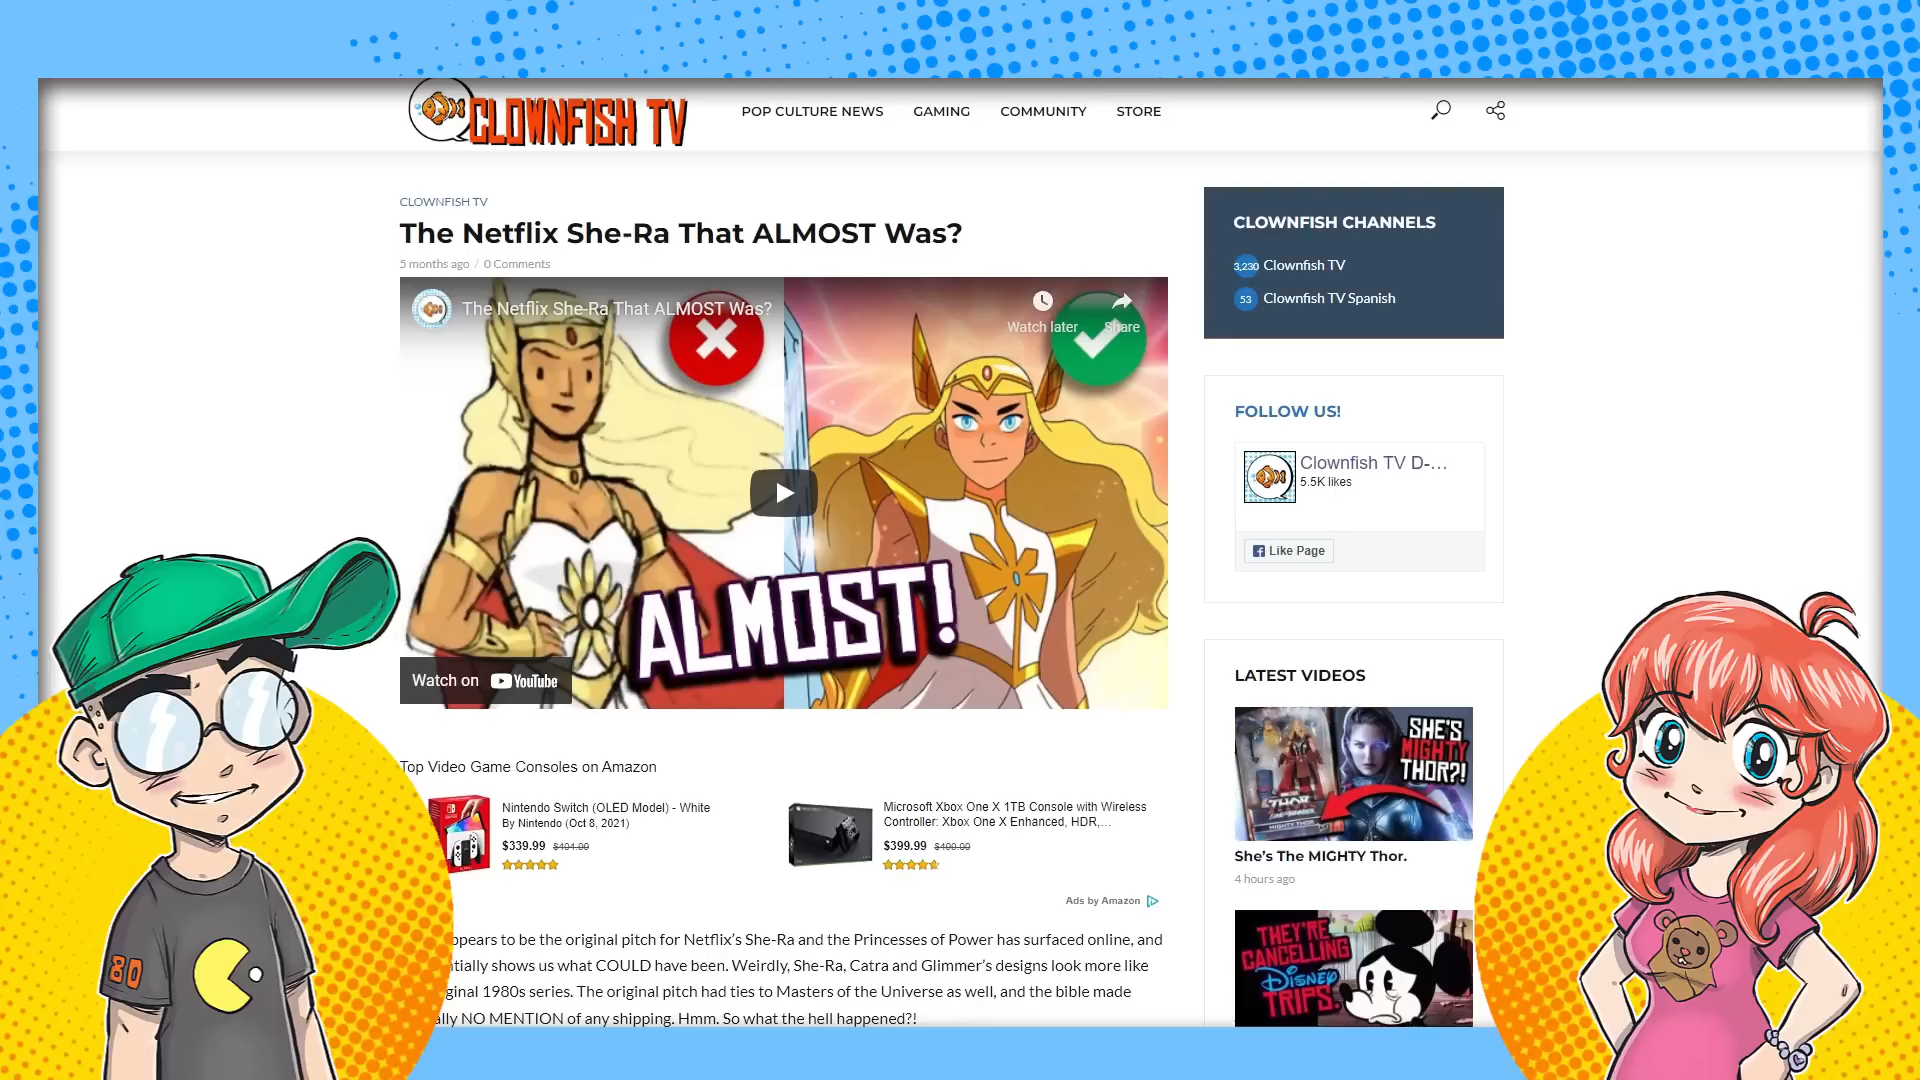 CLOWNFISH TV
POP CULTURE NEWS
GAMING
COMMUNITY
STORE
CLOWNFISH TV
The Netflix She-Ra That ALMOST Was?
5 months ago / 0 Comments
The Netflix She-Ra That ALMOST Was?
Watch later
Share
ALMOST!
Watch on YouTube
Top Video Game Consoles on Amazon
Nintendo Switch (OLED Model) - White
By Nintendo (Oct 8, 2021)
$339.99 $404.00
Microsoft Xbox One X 1TB Console with Wireless
Controller: Xbox One X Enhanced, HDR,...
$399.99 $400.00
Ads by Amazon
ppears to be the original pitch for Netflix's She-Ra and the Princesses of Power has surfaced online, and
ntially shows us what COULD have been. Weirdly, She-Ra, Catra and Glimmer's designs look more like
ginal 1980s series. The original pitch had ties to Masters of the Universe as well, and the bible made
ally NO MENTION of any shipping. Hmm. So what the hell happened?!
CLOWNFISH CHANNELS
3,230 Clownfish TV
53 Clownfish TV Spanish
FOLLOW US!
Clownfish TV D-...
5.5K likes
Like Page
LATEST VIDEOS
SHE'S
MIGHTY
THOR?!
THOR
MIGHTY THOR
She's The MIGHTY Thor.
4 hours ago
THEY'RE
CANCELLING
DISNEY
TRIPS.
80